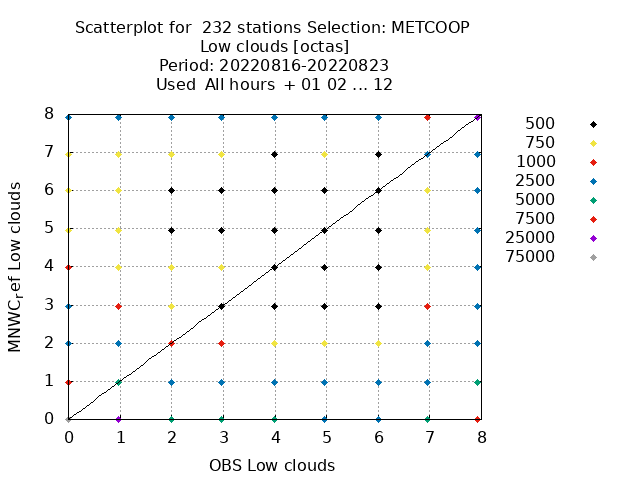 Scatterplot for  232 stations Selection: METCOOP
Low clouds [octas]
Period: 20220816-20220823
Used  All hours  + 01 02 ... 12
8
7
6
5
4
3
2
1
0
MNWC_ref Low clouds
0 1 2 3 4 5 6 7 8
OBS Low clouds
500
750
1000
2500
5000
7500
25000
75000